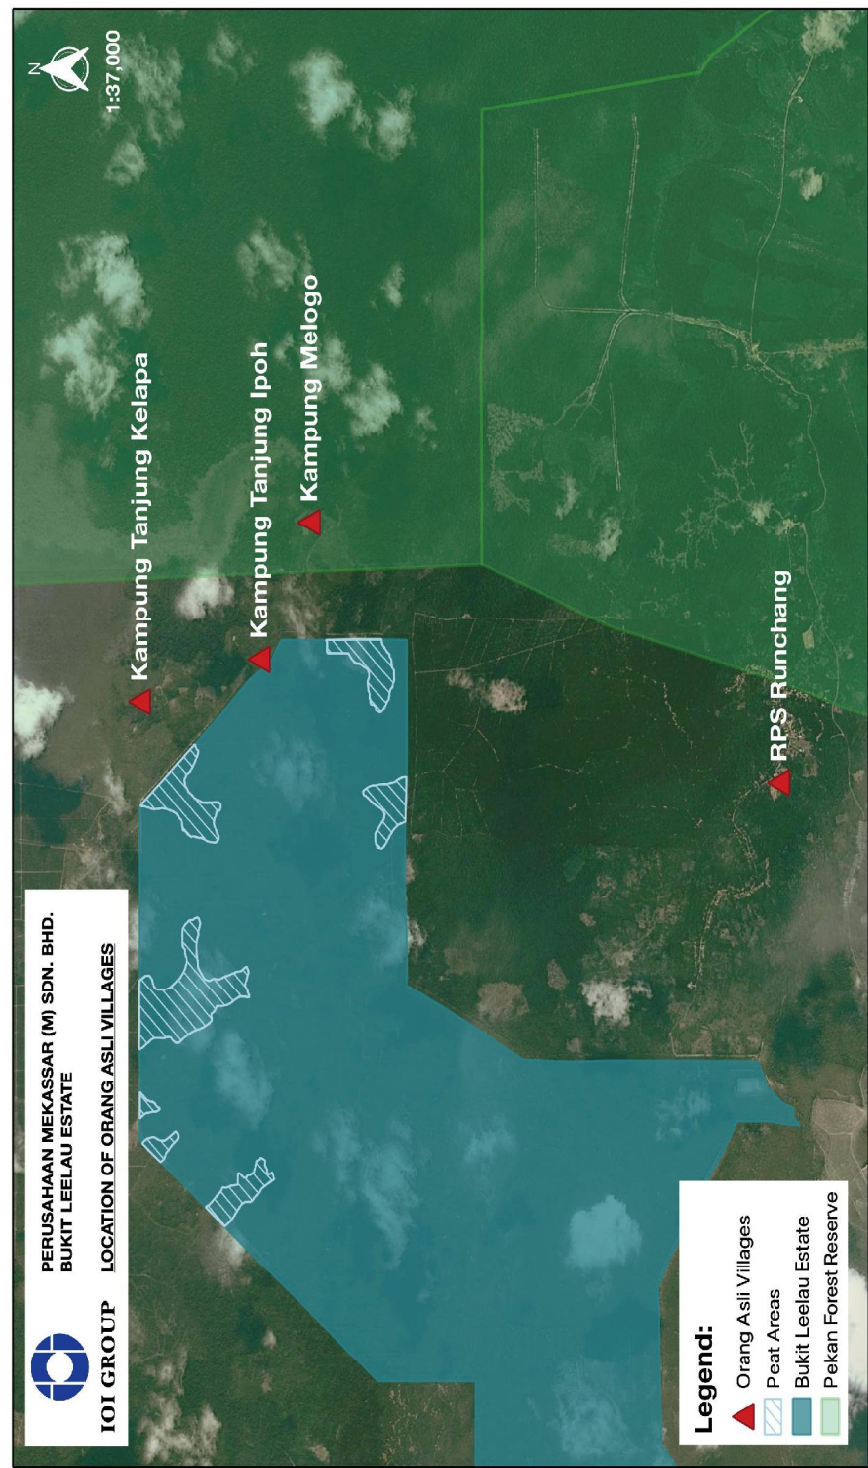 IOI GROUP
PERUSAHAAN MEKASSAR (M) SDN. BHD.
BUKIT LEELAU ESTATE
LOCATION OF ORANG ASLI VILLAGES
N
1:37,000
Kampung Tanjung Kelapa
Kampung Tanjung Ipoh
Kampung Melogo
RPS Runchang
Legend:
Orang Asli Villages
Peat Areas
Bukit Leelau Estate
Pekan Forest Reserve